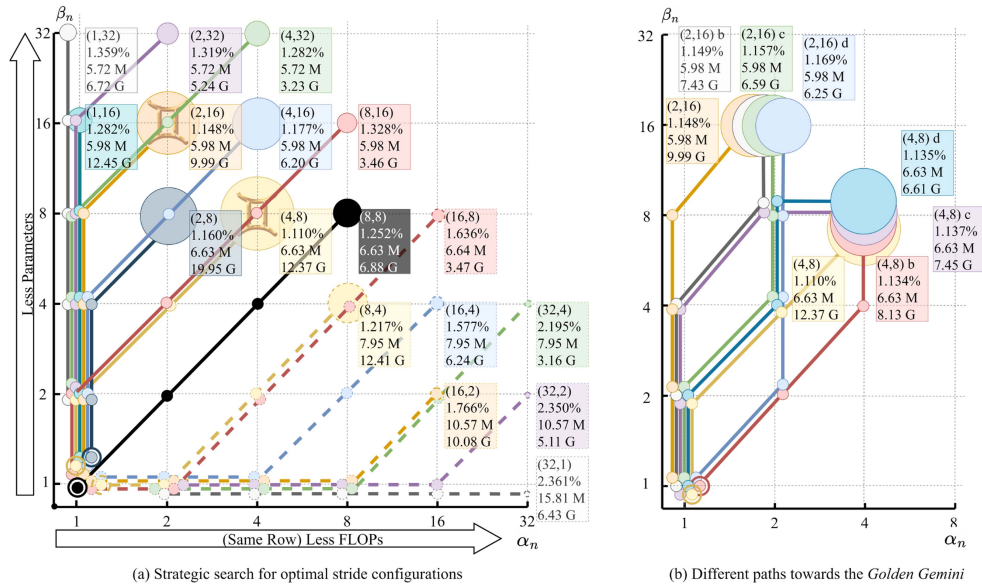 βn
32
16
8
4
2
1
1
2
4
8
16
32
αn
Less Parameters
(Same Row) Less FLOPs
(1,32)
1.359%
5.72 M
6.72 G
(2,32)
1.319%
5.72 M
5.24 G
(4,32)
1.282%
5.72 M
3.23 G
(1,16)
1.282%
5.98 M
12.45 G
(2,16)
1.148%
5.98 M
9.99 G
(4,16)
1.177%
5.98 M
6.20 G
(8,16)
1.328%
5.98 M
3.46 G
(2,8)
1.160%
6.63 M
19.95 G
(4,8)
1.110%
6.63 M
12.37 G
(8,8)
1.252%
6.63 M
6.88 G
(16,8)
1.636%
6.64 M
3.47 G
(8,4)
1.217%
7.95 M
12.41 G
(16,4)
1.577%
7.95 M
6.24 G
(32,4)
2.195%
7.95 M
3.16 G
(16,2)
1.766%
10.57 M
10.08 G
(32,2)
2.350%
10.57 M
5.11 G
(32,1)
2.361%
15.81 M
6.43 G
(a) Strategic search for optimal stride configurations
βn
32
16
8
4
2
1
1
2
4
8
αn
(2,16) b
1.149%
5.98 M
7.43 G
(2,16) c
1.157%
5.98 M
6.59 G
(2,16) d
1.169%
5.98 M
6.25 G
(2,16)
1.148%
5.98 M
9.99 G
(4,8) d
1.135%
6.63 M
6.61 G
(4,8) c
1.137%
6.63 M
7.45 G
(4,8)
1.110%
6.63 M
12.37 G
(4,8) b
1.134%
6.63 M
8.13 G
(b) Different paths towards the Golden Gemini